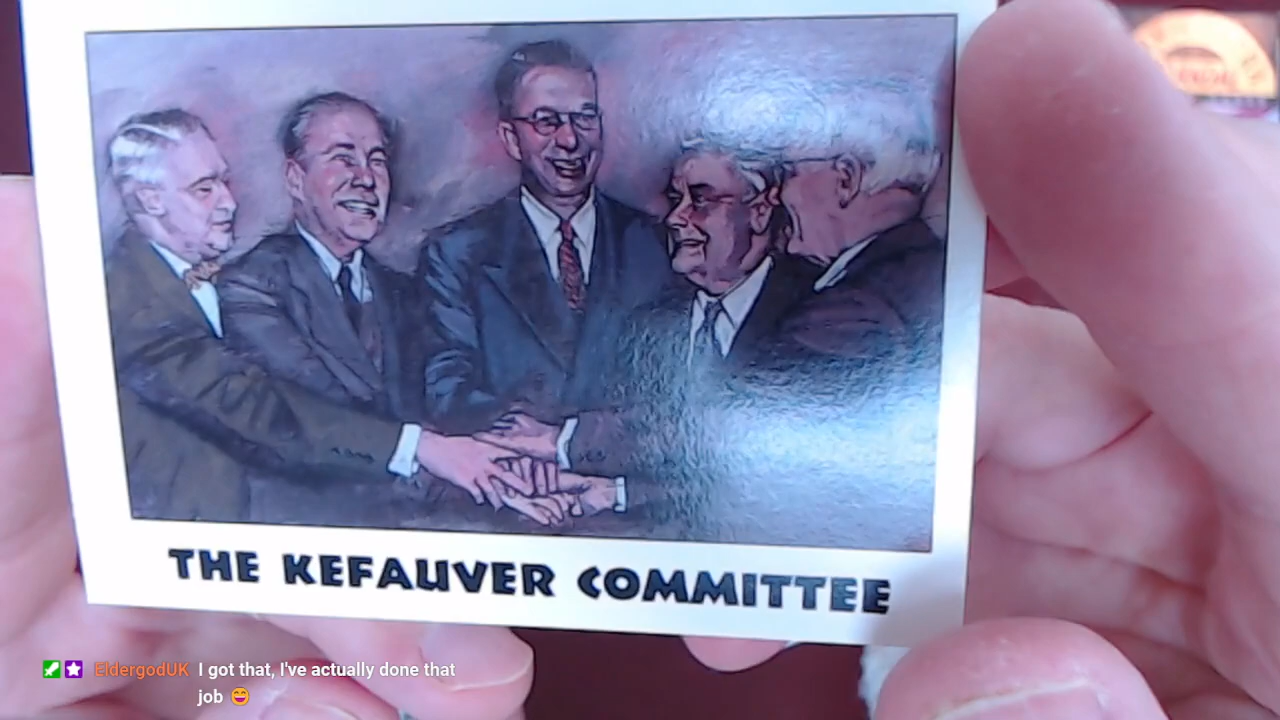 THE KEFAUVER COMMITTEE
EldergodUK I got that, I've actually done that
job 😄